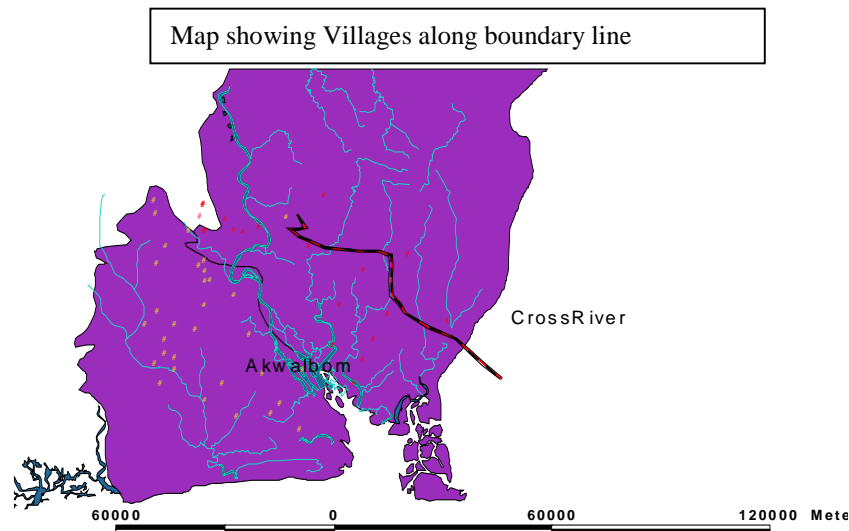 Map showing Villages along boundary line
CrossRiver
AkwaIbom
60000 0 60000 120000 Mete